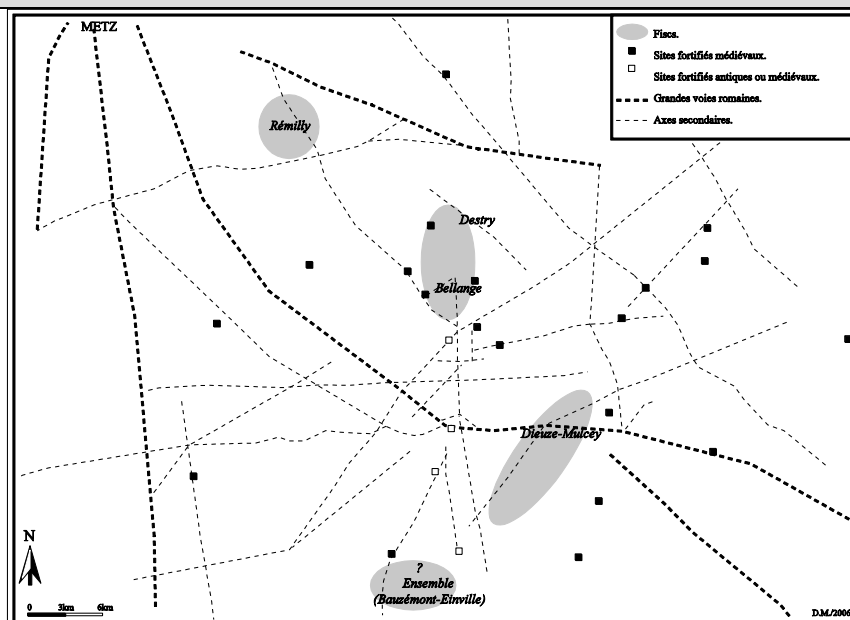 METZ
Fiscs.
Sites fortifiés médiévaux.
Sites fortifiés antiques ou médiévaux.
Grandes voies romaines.
Axes secondaires.
Rémilly
Destry
Bellange
Dieuze-Mulcey
?
Ensemble
(Bauzémont-Einville)
N
0 3km 6km
D.M./2006